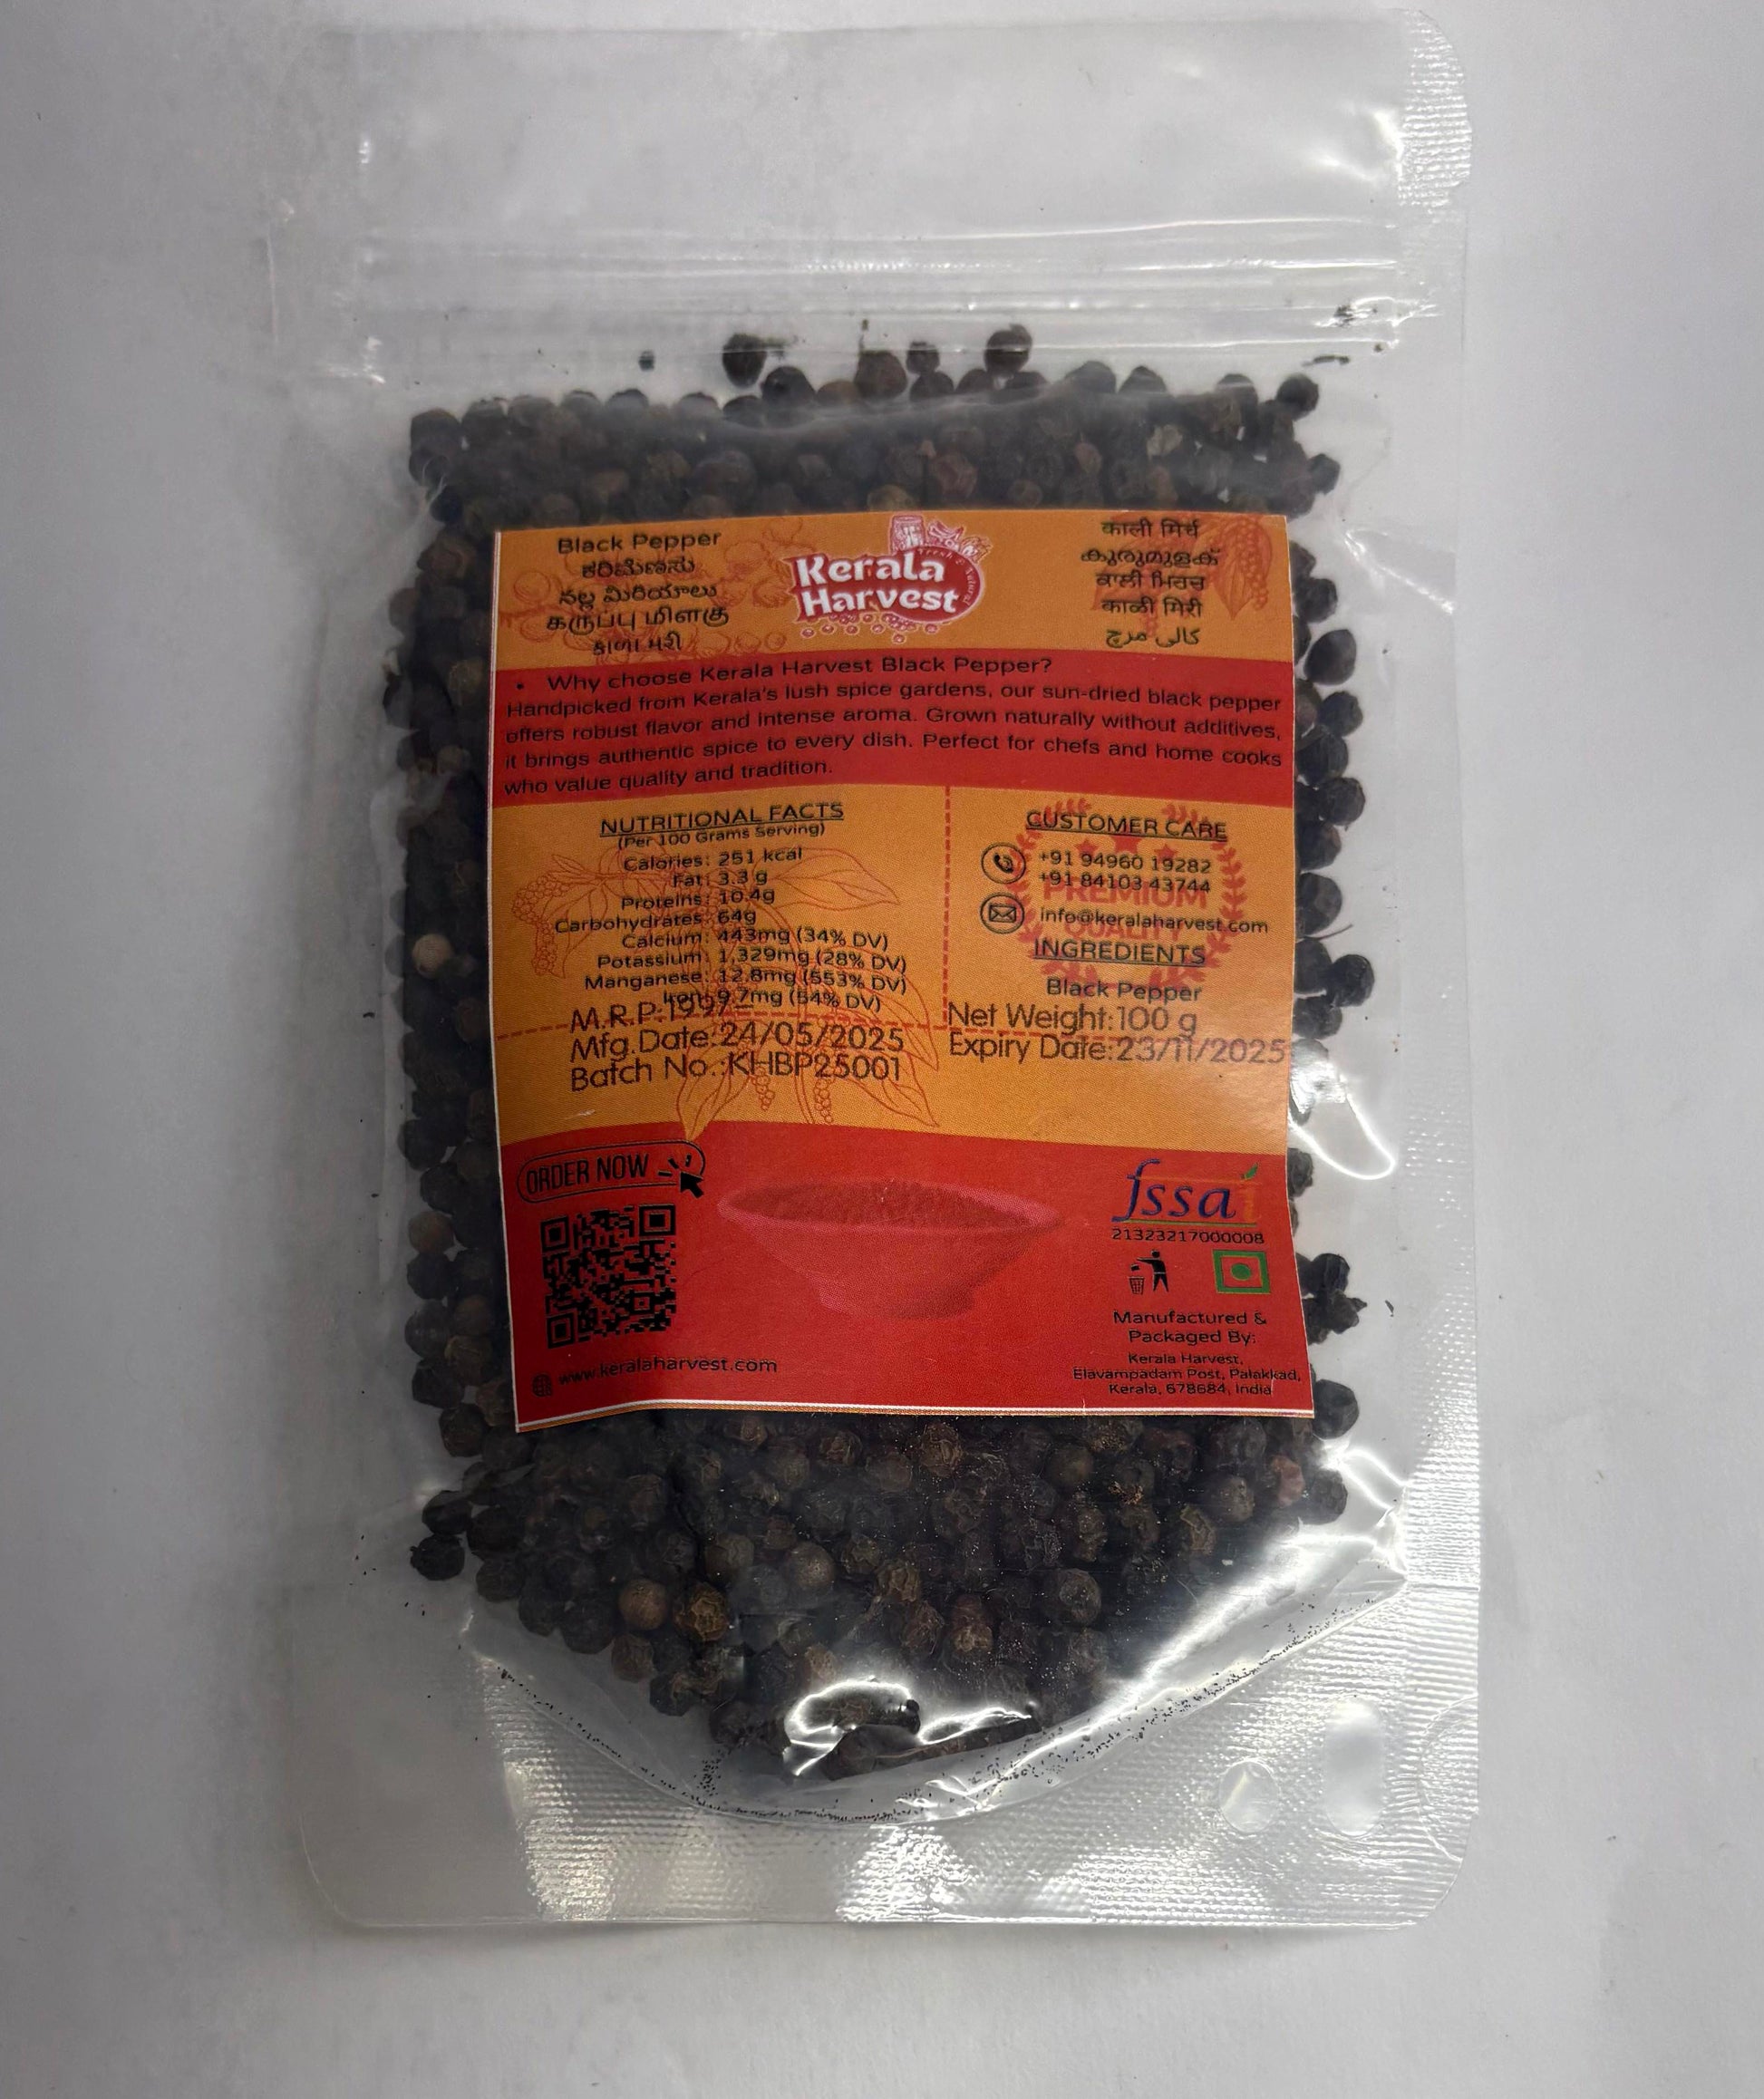 Black Pepper
ಕರಿಮೆಣಸು
నల్ల మిరియాలు
கருப்பு மிளகு
કાળા મરી
Kerala
Harvest
Fresh & Natural
काली मिर्च
കുരുമുളക്
ਕਾਲੀ ਮਿਰਚ
काळी मिरी
کالی مرچ
• Why choose Kerala Harvest Black Pepper?
Handpicked from Kerala's lush spice gardens, our sun-dried black pepper
offers robust flavor and intense aroma. Grown naturally without additives,
it brings authentic spice to every dish. Perfect for chefs and home cooks
who value quality and tradition.
NUTRITIONAL FACTS
(Per 100 Grams Serving)
Calories: 251 kcal
Fat: 3.3 g
Proteins: 10.4g
Carbohydrates: 64g
Calcium: 443mg (34% DV)
Potassium: 1,329mg (28% DV)
Manganese: 12.8mg (553% DV)
Iron: 9.7mg (54% DV)
CUSTOMER CARE
+91 94960 19282
+91 84103 43744
PREMIUM
info@keralaharvest.com
QUALITY
INGREDIENTS
Black Pepper
M.R.P:199/-
Mfg.Date:24/05/2025
Batch No.:KHBP25001
Net Weight:100 g
Expiry Date:23/11/2025
ORDER NOW
www.keralaharvest.com
fssai
21323217000008
Manufactured &
Packaged By:
Kerala Harvest,
Elavampadam Post, Palakkad,
Kerala, 678684, India